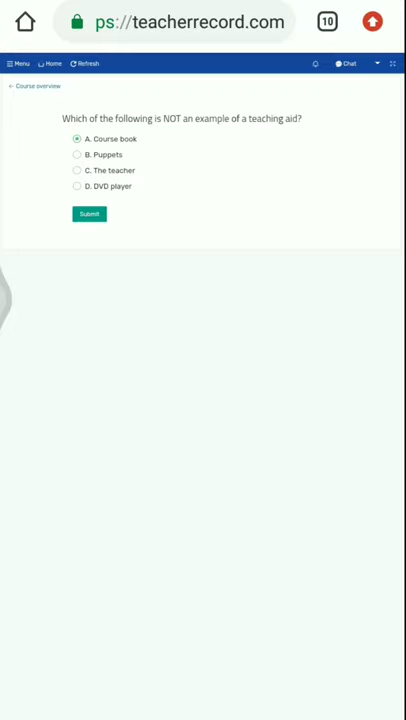 ps://teacherrecord.com 10
Menu Home Refresh Chat
← Course overview
Which of the following is NOT an example of a teaching aid?
A. Course book
B. Puppets
C. The teacher
D. DVD player
Submit